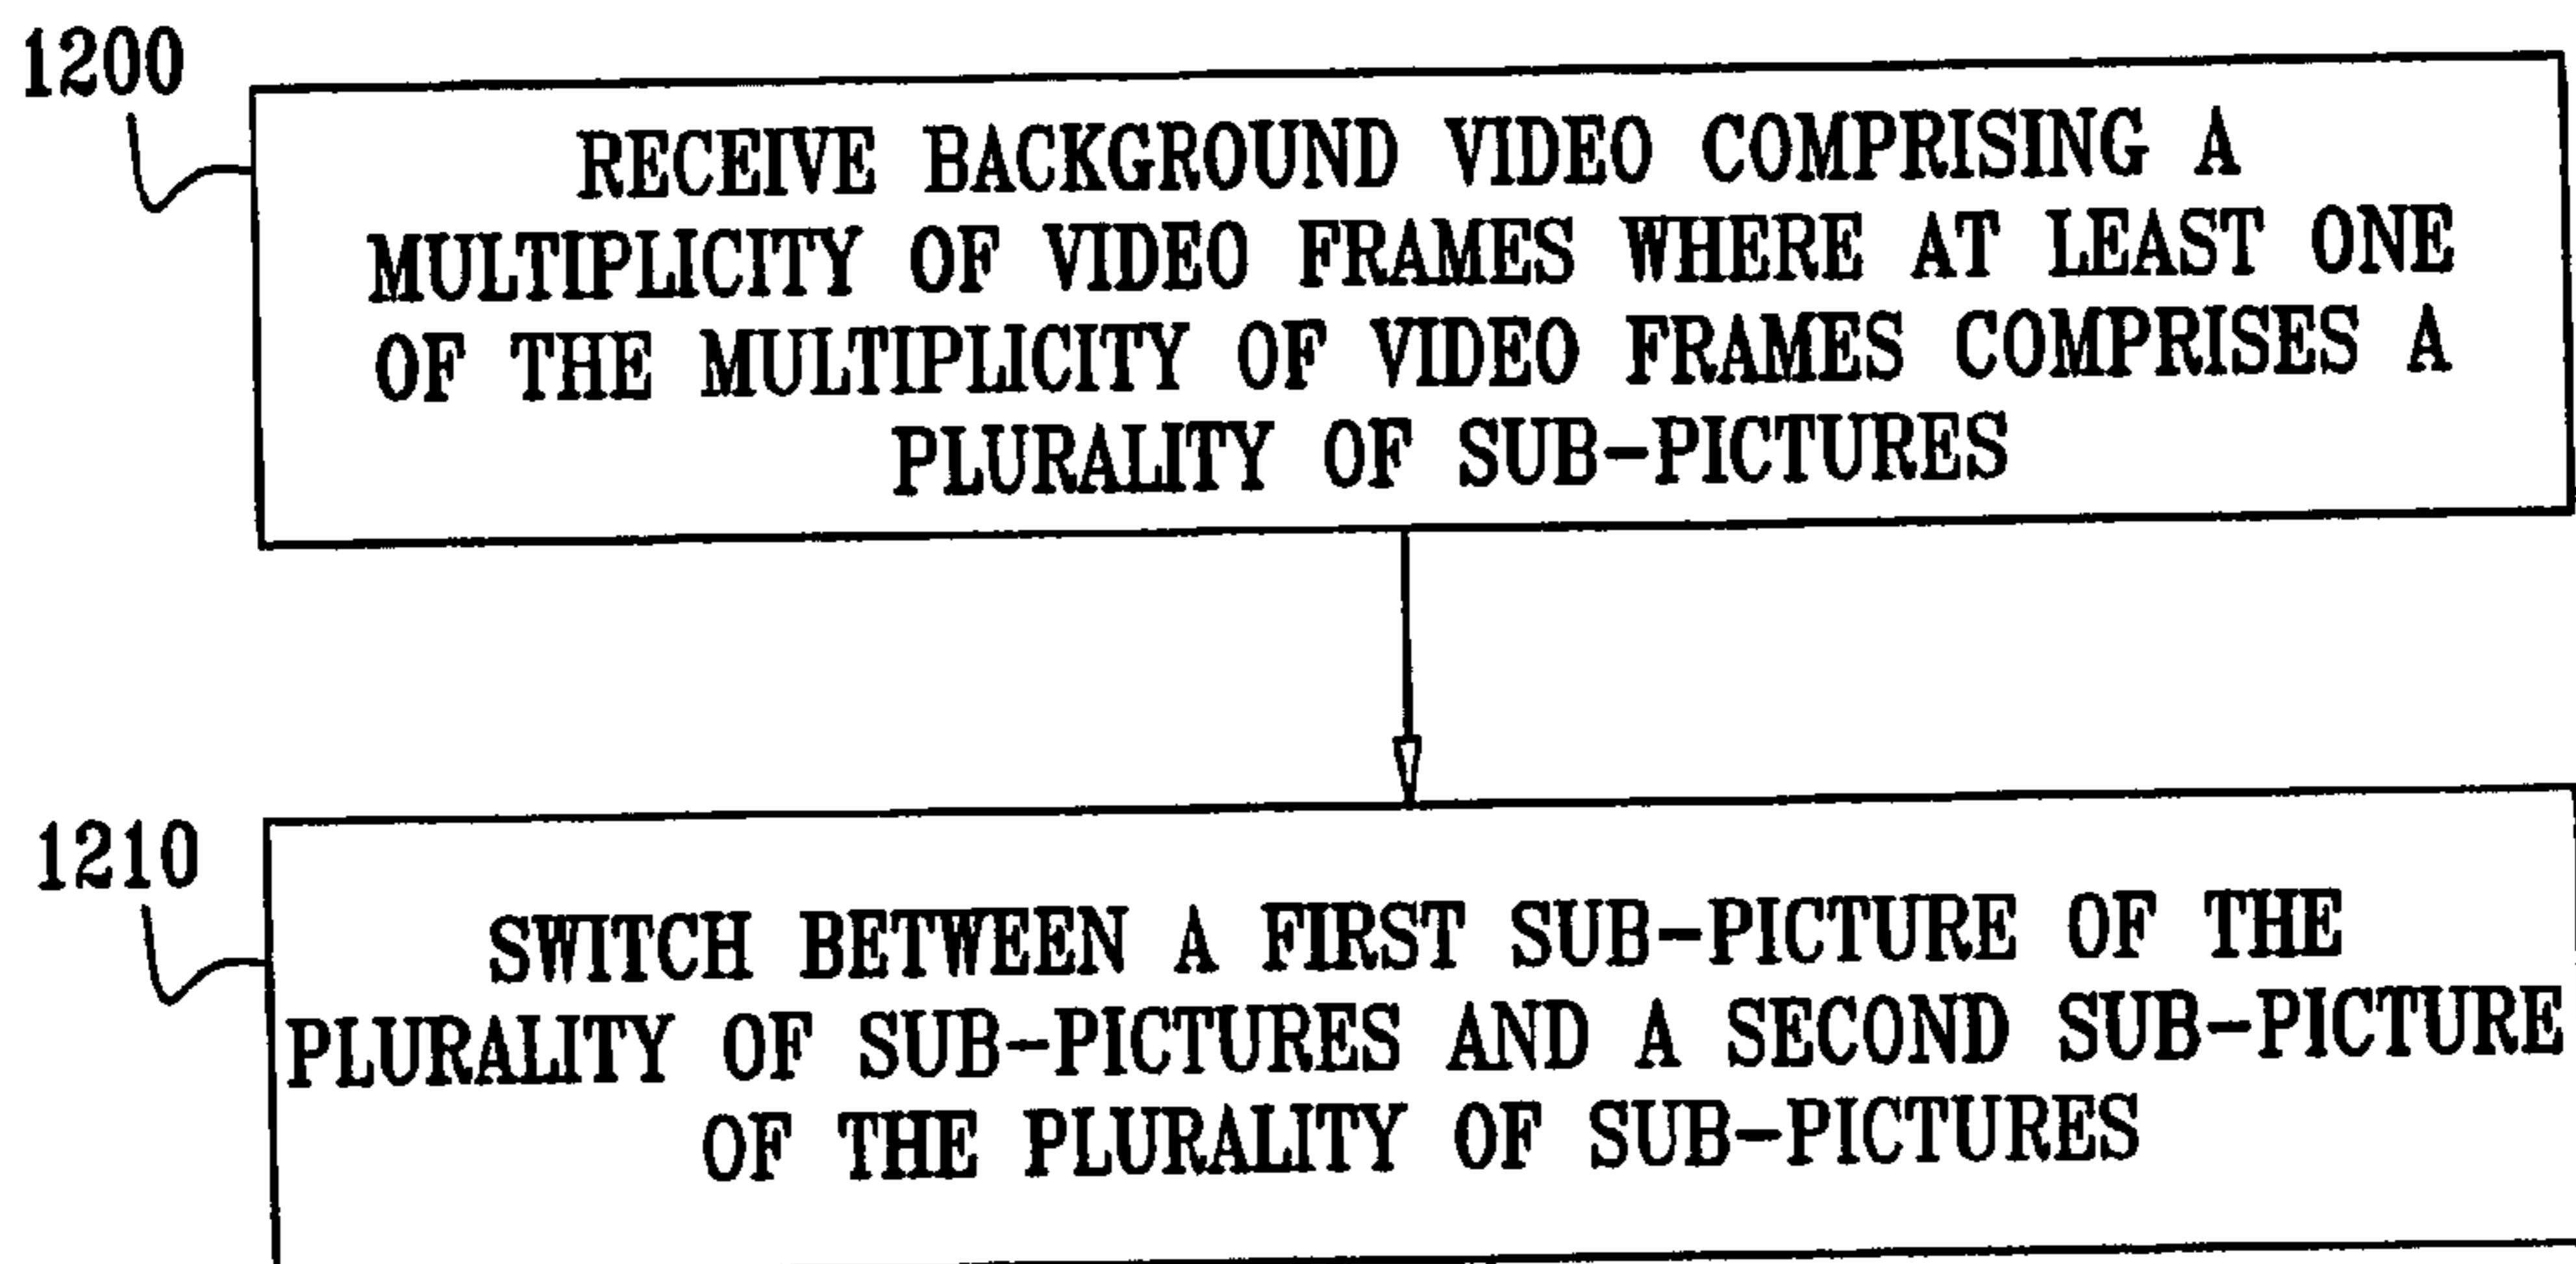 1200
RECEIVE BACKGROUND VIDEO COMPRISING A
MULTIPLICITY OF VIDEO FRAMES WHERE AT LEAST ONE
OF THE MULTIPLICITY OF VIDEO FRAMES COMPRISES A
PLURALITY OF SUB-PICTURES
1210
SWITCH BETWEEN A FIRST SUB-PICTURE OF THE
PLURALITY OF SUB-PICTURES AND A SECOND SUB-PICTURE
OF THE PLURALITY OF SUB-PICTURES